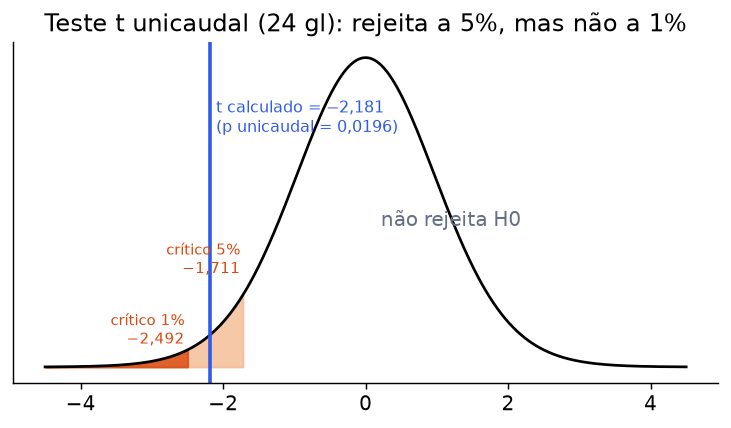 Teste t unicaudal (24 gl): rejeita a 5%, mas não a 1%
t calculado = −2,181
(p unicaudal = 0,0196)
não rejeita H0
crítico 5%
−1,711
crítico 1%
−2,492
−4
−2
0
2
4